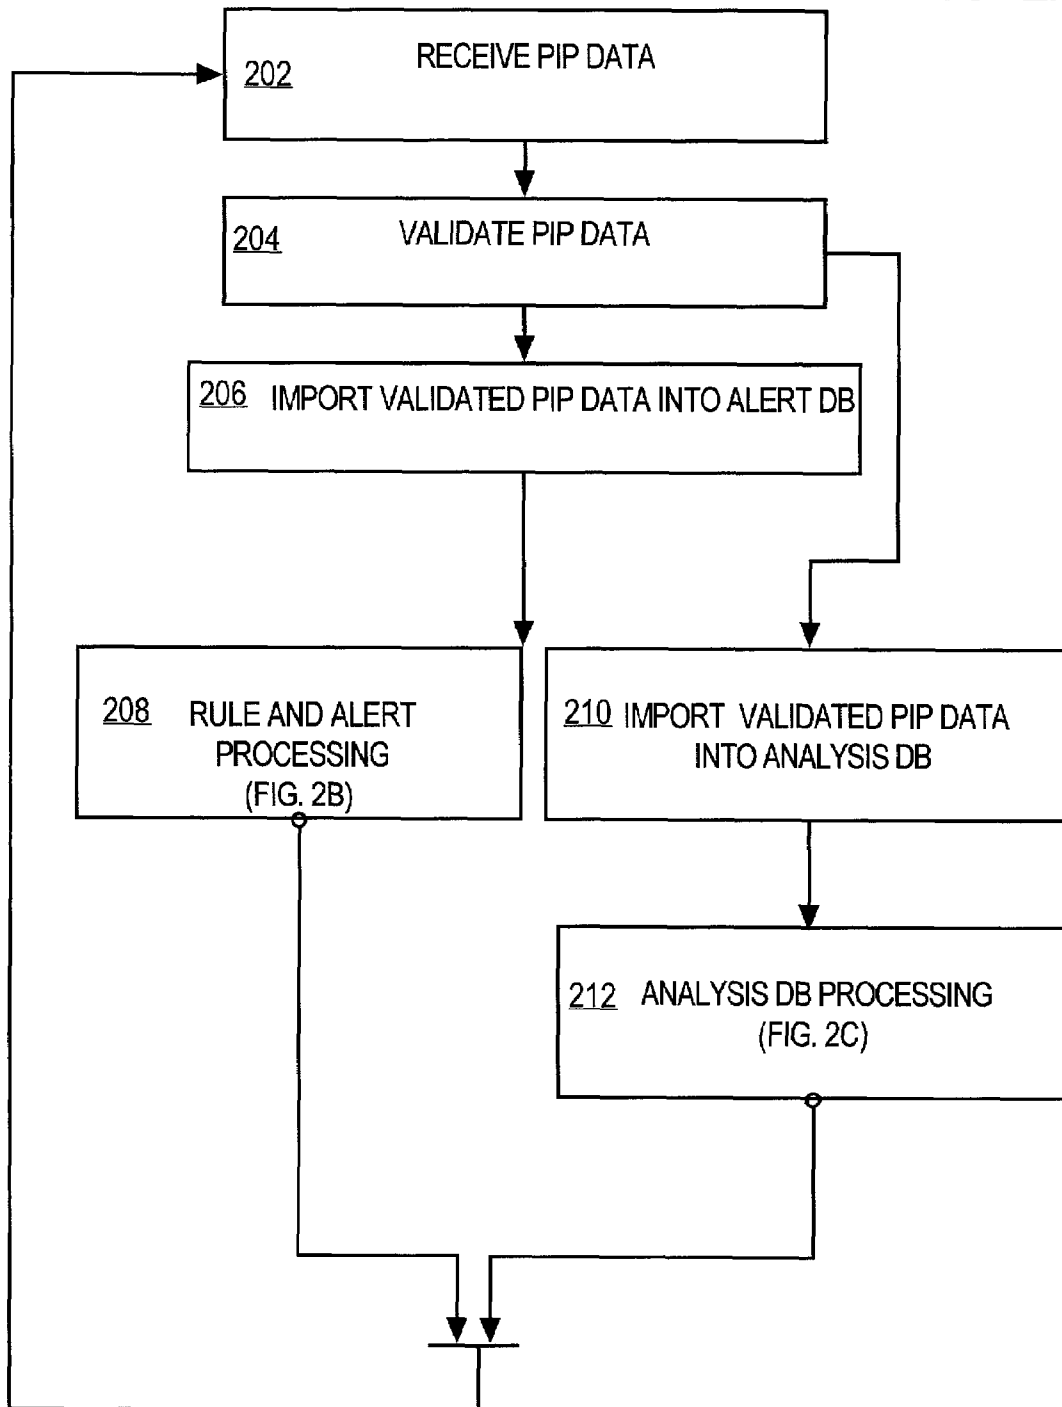 RECEIVE PIP DATA
202
VALIDATE PIP DATA
204
206 IMPORT VALIDATED PIP DATA INTO ALERT DB
208 RULE AND ALERT
PROCESSING
(FIG. 2B)
210 IMPORT VALIDATED PIP DATA
INTO ANALYSIS DB
212 ANALYSIS DB PROCESSING
(FIG. 2C)